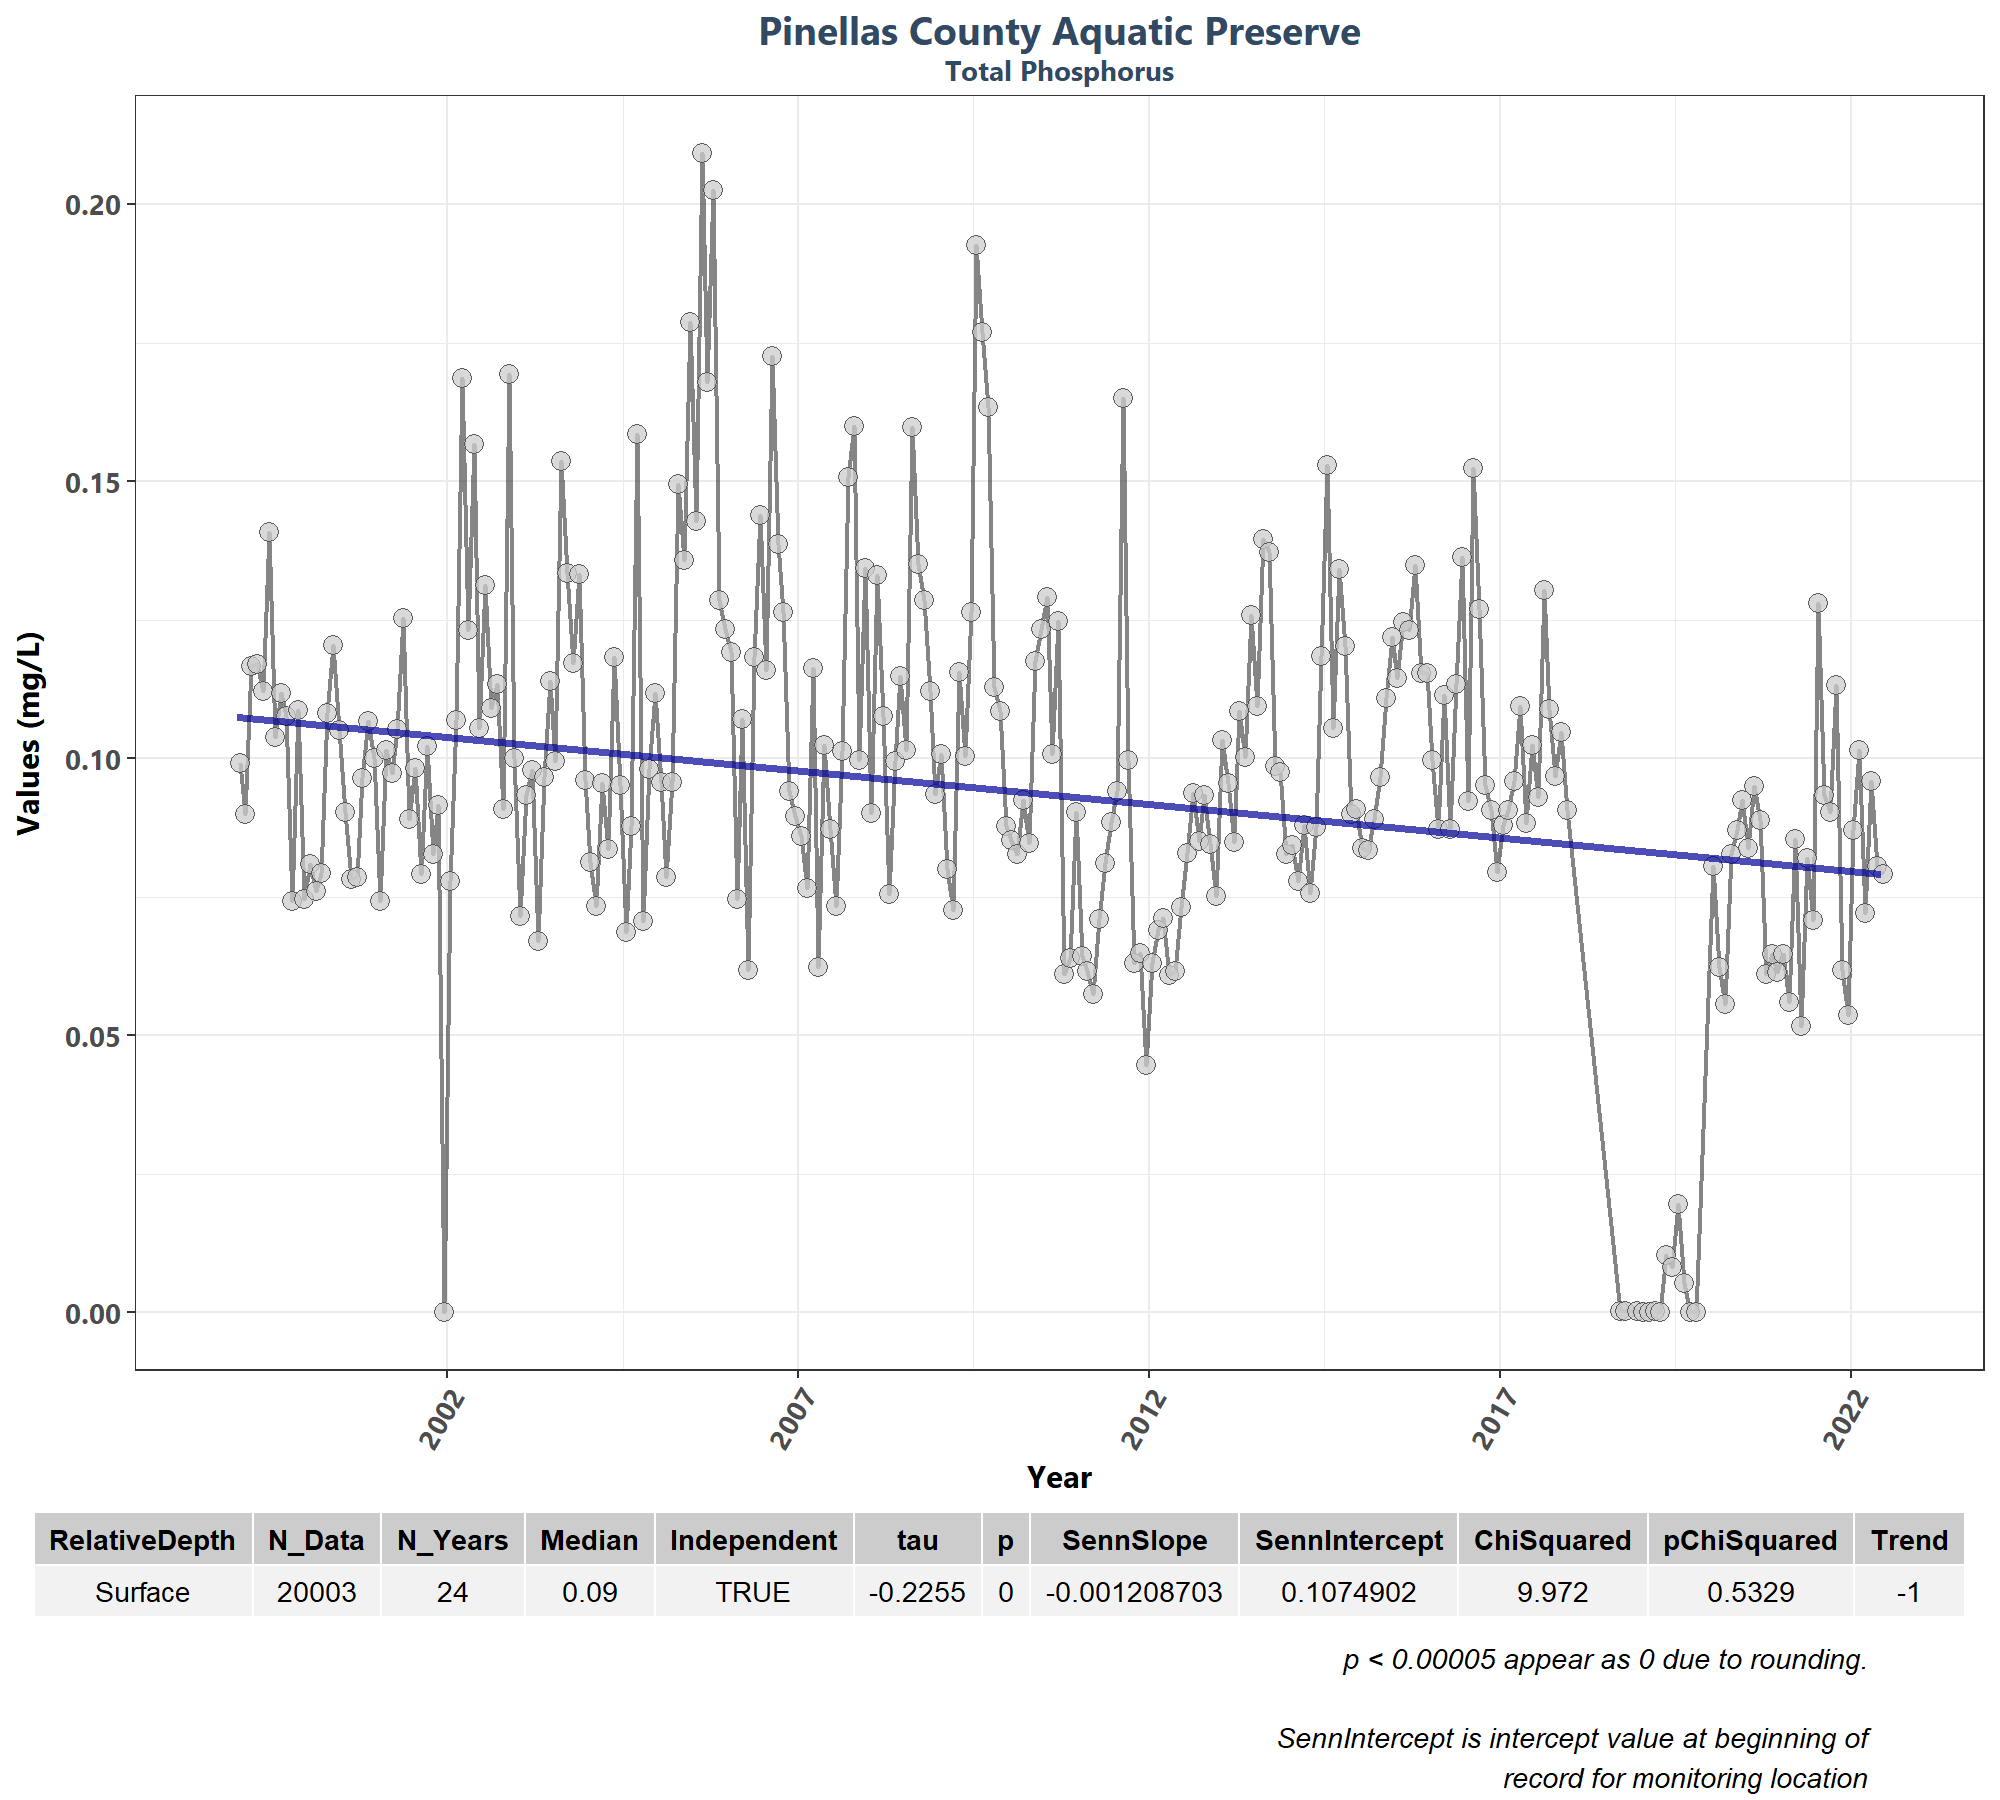 Pinellas County Aquatic Preserve
Total Phosphorus
Values (mg/L)
0.20
0.15
0.10
0.05
0.00
2002 2007 2012 2017 2022
Year
RelativeDepth N_Data N_Years Median Independent tau p SennSlope SennIntercept ChiSquared pChiSquared Trend
Surface 20003 24 0.09 TRUE -0.2255 0 -0.001208703 0.1074902 9.972 0.5329 -1
p < 0.00005 appear as 0 due to rounding.
SennIntercept is intercept value at beginning of
record for monitoring location